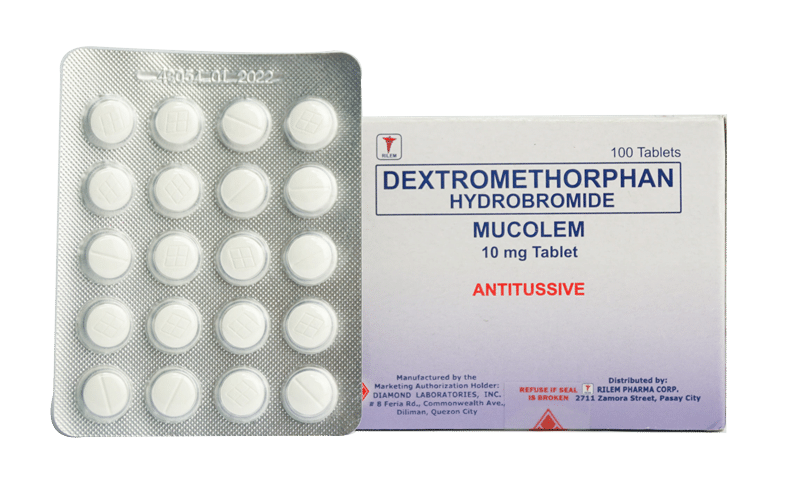 01 2022
RILEM
100 Tablets
DEXTROMETHORPHAN
HYDROBROMIDE
MUCOLEM
10 mg Tablet
ANTITUSSIVE
Manufactured by the
Marketing Authorization Holder:
DIAMOND LABORATORIES, INC.
# 8 Feria Rd., Commonwealth Ave.,
Diliman, Quezon City
REFUSE IF SEAL
IS BROKEN
Distributed by:
RILEM PHARMA CORP.
2711 Zamora Street, Pasay City